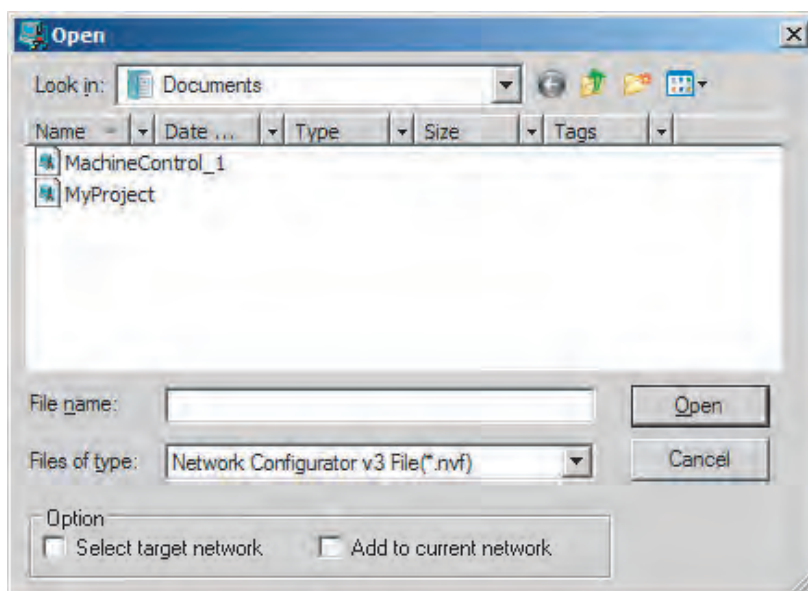 Open
Look in: Documents
Name Date ... Type Size Tags
MachineControl_1
MyProject
File name: Open
Files of type: Network Configurator v3 File(*.nvf) Cancel
Option
Select target network Add to current network